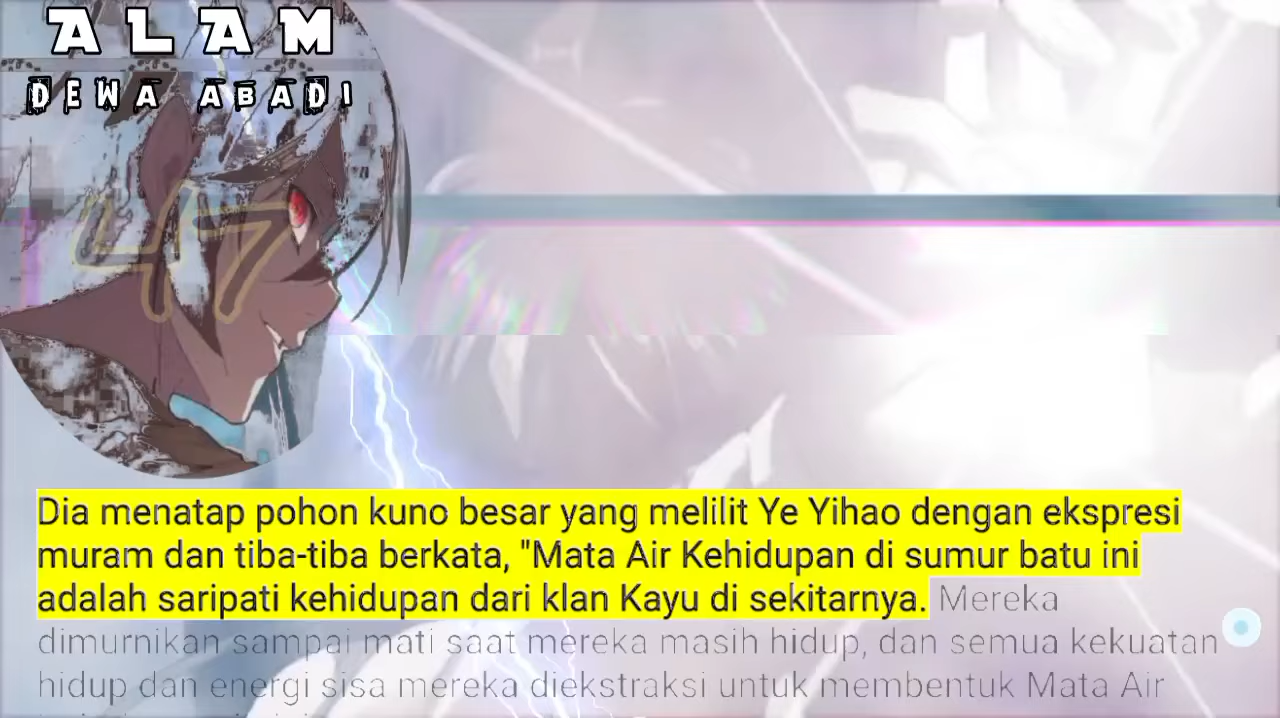 ALAM
DEWA ABADI
47
Dia menatap pohon kuno besar yang melilit Ye Yihao dengan ekspresi
muram dan tiba-tiba berkata, "Mata Air Kehidupan di sumur batu ini
adalah saripati kehidupan dari klan Kayu di sekitarnya. Mereka
dimurnikan sampai mati saat mereka masih hidup, dan semua kekuatan
hidup dan energi sisa mereka diekstraksi untuk membentuk Mata Air